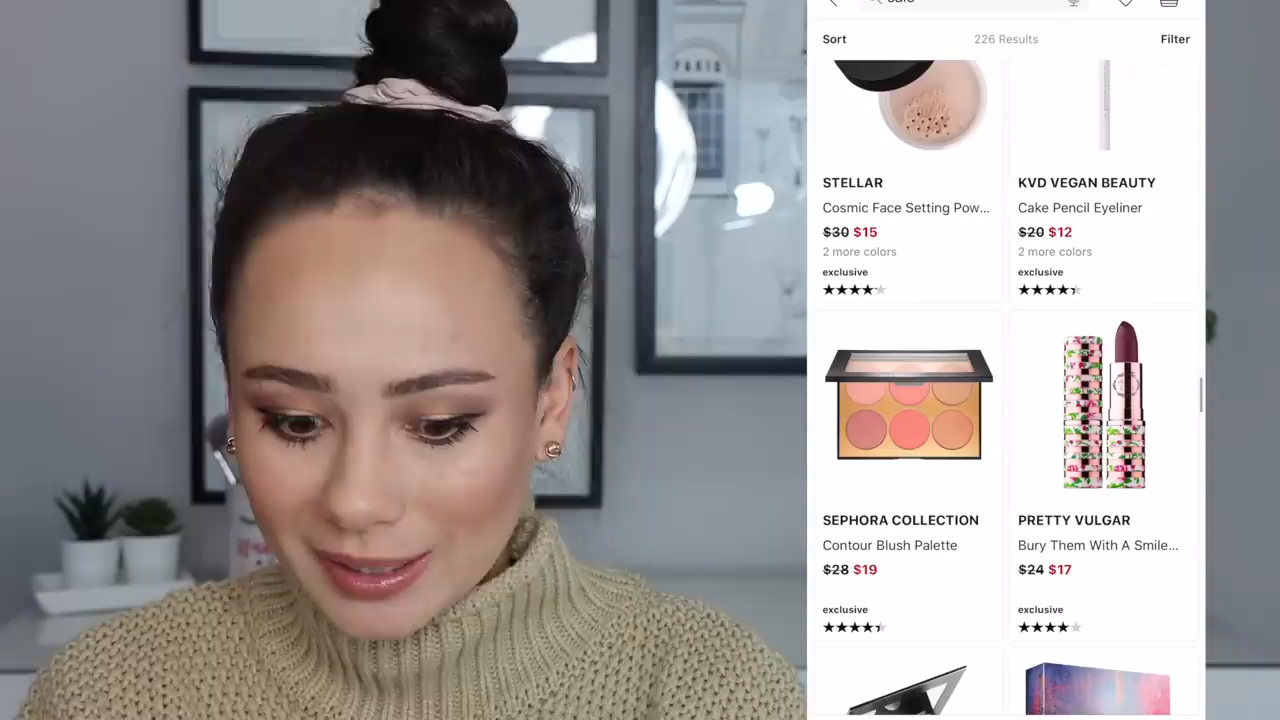 PARIS
sale
Sort
226 Results
Filter
STELLAR
Cosmic Face Setting Pow...
$30 $15
2 more colors
exclusive
KVD VEGAN BEAUTY
Cake Pencil Eyeliner
$20 $12
2 more colors
exclusive
SEPHORA COLLECTION
Contour Blush Palette
$28 $19
exclusive
PRETTY VULGAR
Bury Them With A Smile...
$24 $17
exclusive